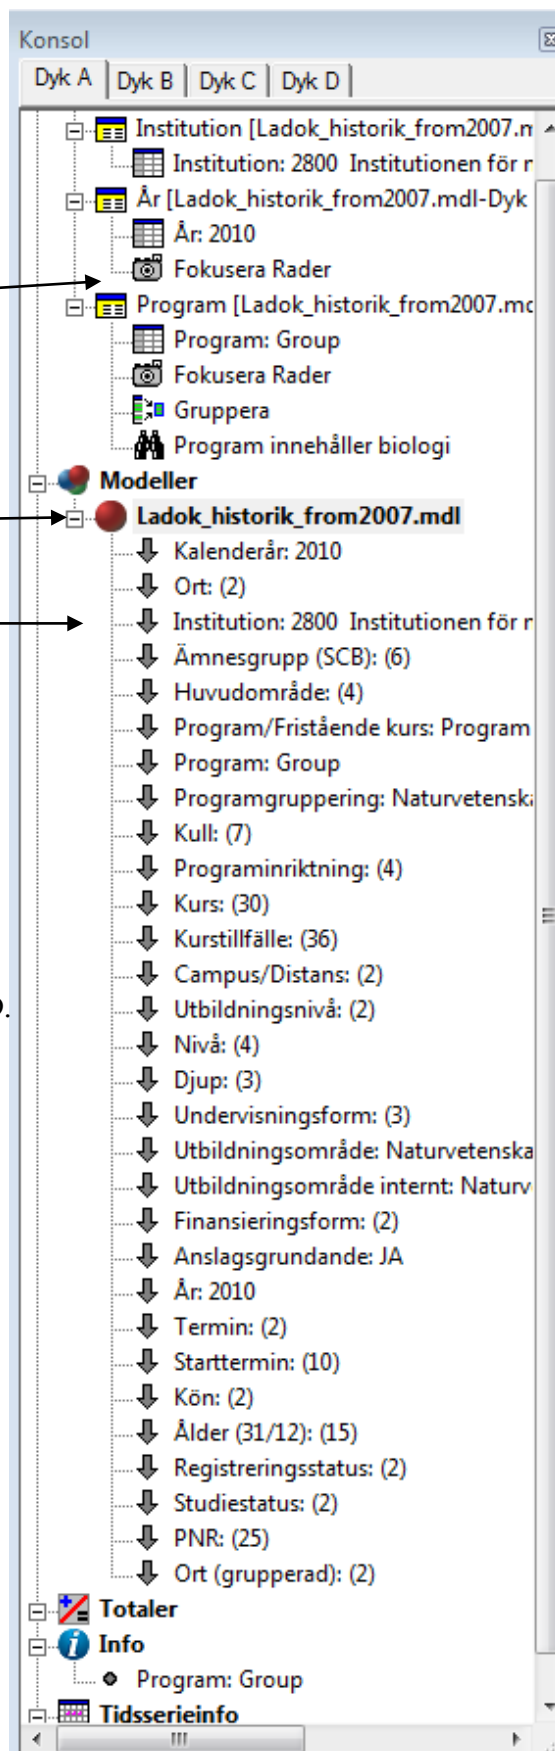 Konsol
Dyk A Dyk B Dyk C Dyk D
Institution [Ladok_historik_from2007.m
Institution: 2800 Institutionen för n
År [Ladok_historik_from2007.mdl-Dyk
År: 2010
Fokusera Rader
Program [Ladok_historik_from2007.md
Program: Group
Fokusera Rader
Gruppera
Program innehåller biologi
Modeller
Ladok_historik_from2007.mdl
Kalenderår: 2010
Ort: (2)
Institution: 2800 Institutionen för n
Ämnesgrupp (SCB): (6)
Huvudområde: (4)
Program/Fristående kurs: Program
Program: Group
Programgruppering: Naturvetenska
Kull: (7)
Programinriktning: (4)
Kurs: (30)
Kurstillfälle: (36)
Campus/Distans: (2)
Utbildningsnivå: (2)
Nivå: (4)
Djup: (3)
Undervisningsform: (3)
Utbildningsområde: Naturvetenska
Utbildningsområde internt: Naturv
Finansieringsform: (2)
Anslagsgrundande: JA
År: 2010
Termin: (2)
Starttermin: (10)
Kön: (2)
Ålder (31/12): (15)
Registreringsstatus: (2)
Studiestatus: (2)
PNR: (25)
Ort (grupperad): (2)
Totaler
Info
Program: Group
Tidsserieinfo